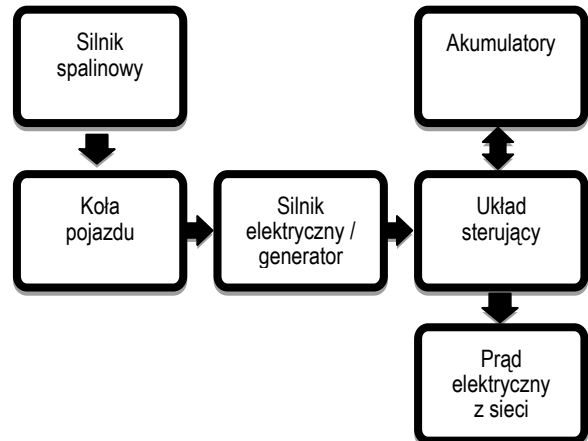 Silnik
spalinowy
Akumulatory
Koła
pojazdu
Silnik
elektryczny /
generator
Układ
sterujący
Prąd
elektryczny
z sieci